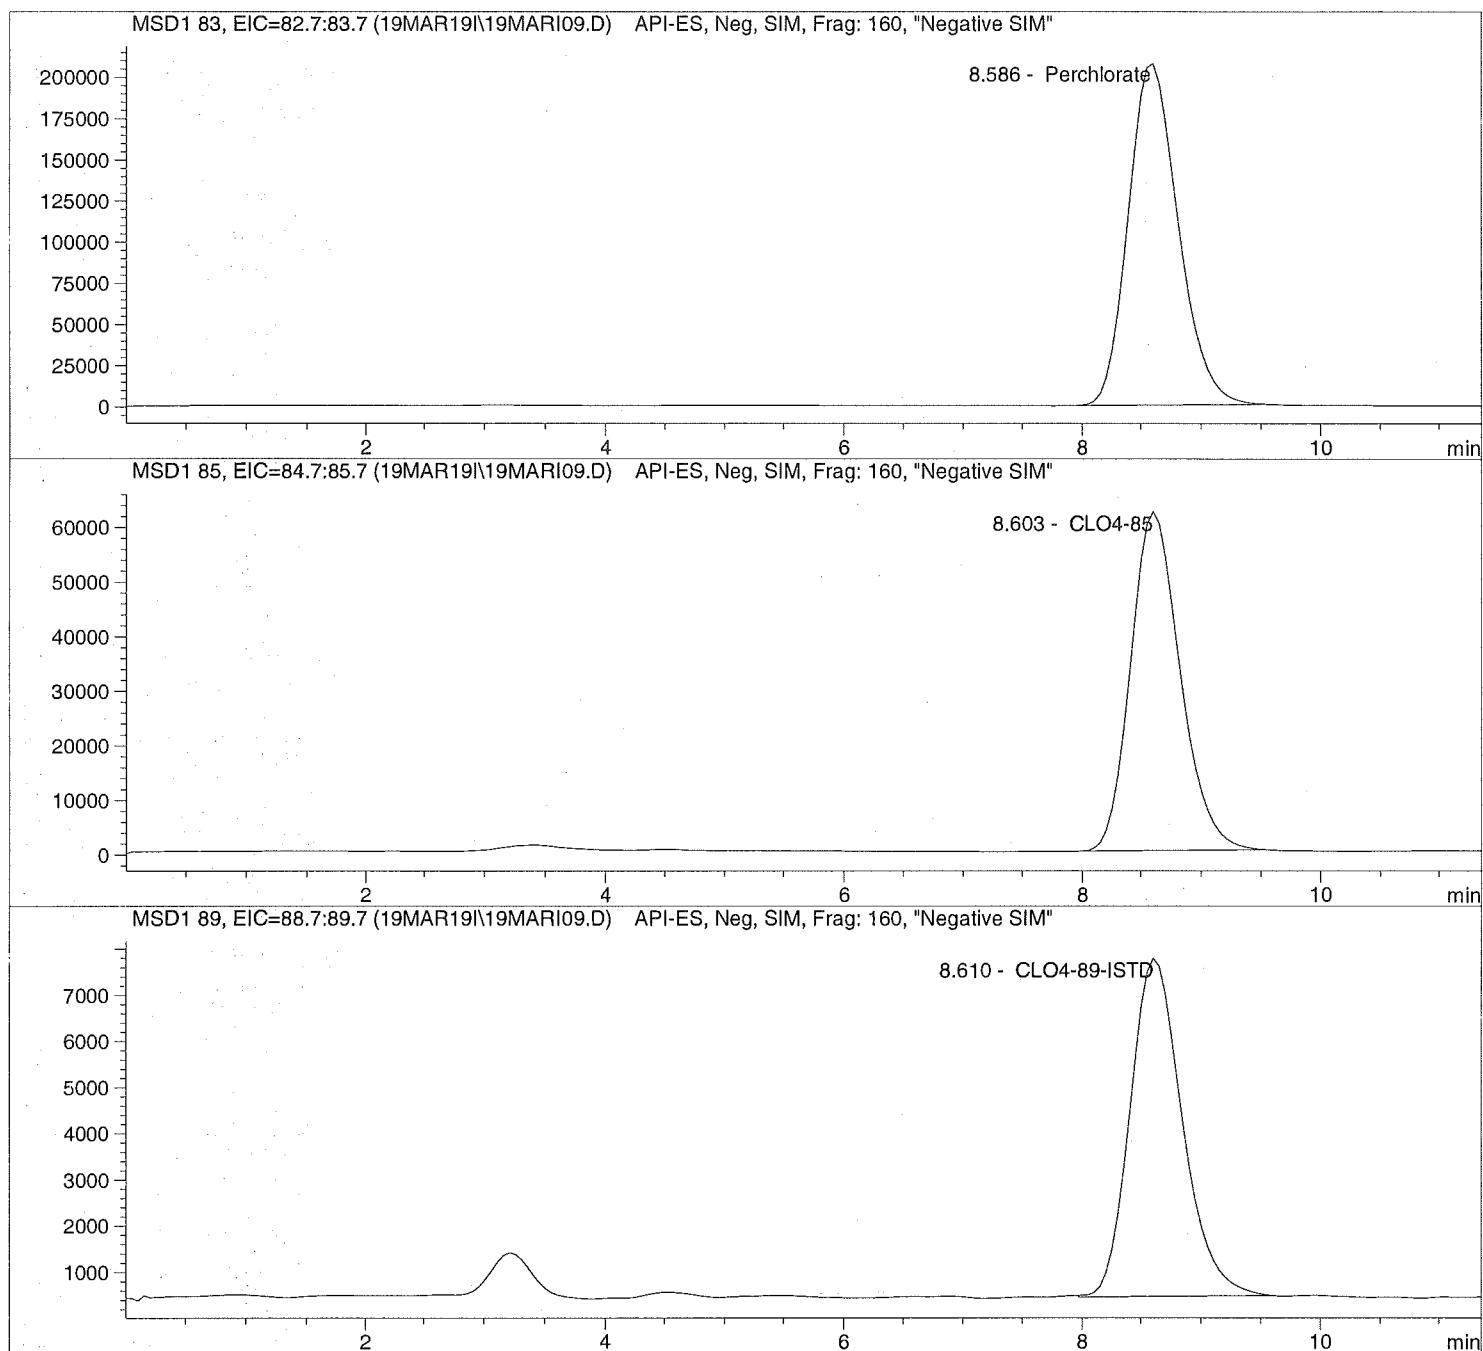 MSD1 83, EIC=82.7:83.7 (19MAR19I\19MARI09.D) API-ES, Neg, SIM, Frag: 160, "Negative SIM"
8.586 - Perchlorate
200000
175000
150000
125000
100000
75000
50000
25000
0
2 4 6 8 10 min
MSD1 85, EIC=84.7:85.7 (19MAR19I\19MARI09.D) API-ES, Neg, SIM, Frag: 160, "Negative SIM"
8.603 - CLO4-85
60000
50000
40000
30000
20000
10000
0
2 4 6 8 10 min
MSD1 89, EIC=88.7:89.7 (19MAR19I\19MARI09.D) API-ES, Neg, SIM, Frag: 160, "Negative SIM"
8.610 - CLO4-89-ISTD
7000
6000
5000
4000
3000
2000
1000
2 4 6 8 10 min